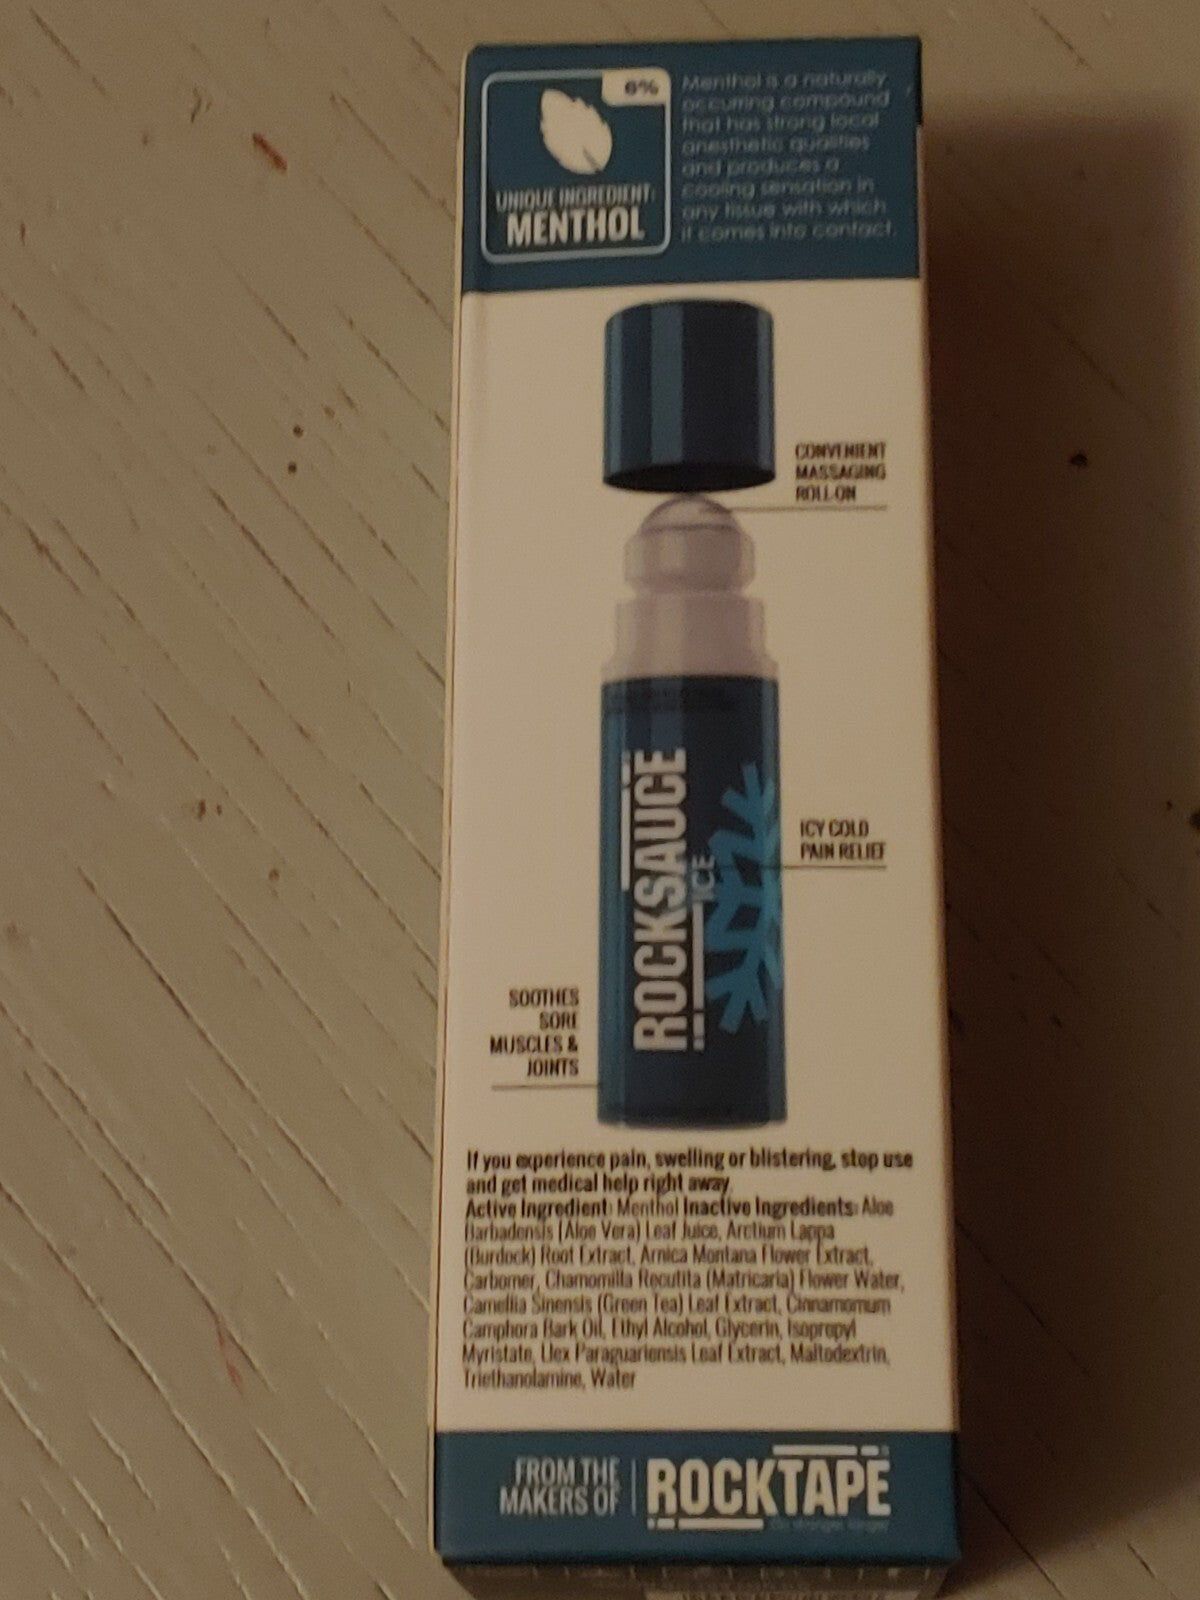 6%
UNIQUE INGREDIENT:
MENTHOL
Menthol is a naturally
occurring compound
that has strong local
anesthetic qualities
and produces a
cooling sensation in
any tissue with which
it comes into contact.
CONVENIENT
MASSAGING
ROLL-ON
ROCKSAUCE
ICE
ICY COLD
PAIN RELIEF
SOOTHES
SORE
MUSCLES &
JOINTS
If you experience pain, swelling or blistering, stop use
and get medical help right away.
Active Ingredient: Menthol Inactive Ingredients: Aloe
Barbadensis (Aloe Vera) Leaf Juice, Arctium Lappa
(Burdock) Root Extract, Arnica Montana Flower Extract,
Carbomer, Chamomilla Recutita (Matricaria) Flower Water,
Camellia Sinensis (Green Tea) Leaf Extract, Cinnamomum
Camphora Bark Oil, Ethyl Alcohol, Glycerin, Isopropyl
Myristate, Llex Paraguariensis Leaf Extract, Maltodextrin,
Triethanolamine, Water
FROM THE
MAKERS OF
ROCKTAPE
Go stronger, longer